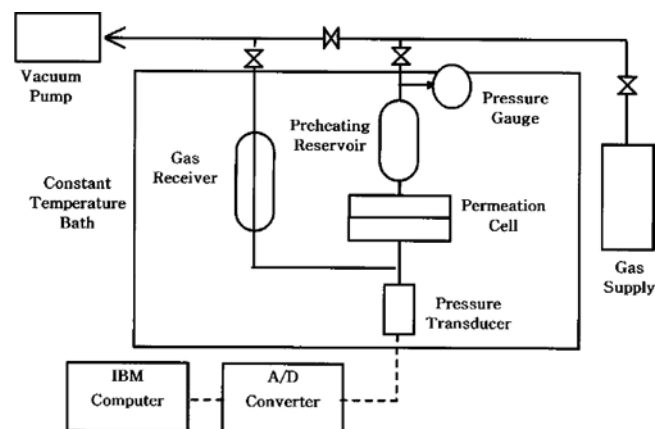 Vacuum
Pump
Pressure
Gauge
Preheating
Reservoir
Gas
Receiver
Constant
Temperature
Bath
Permeation
Cell
Gas
Supply
Pressure
Transducer
IBM
Computer
A/D
Converter